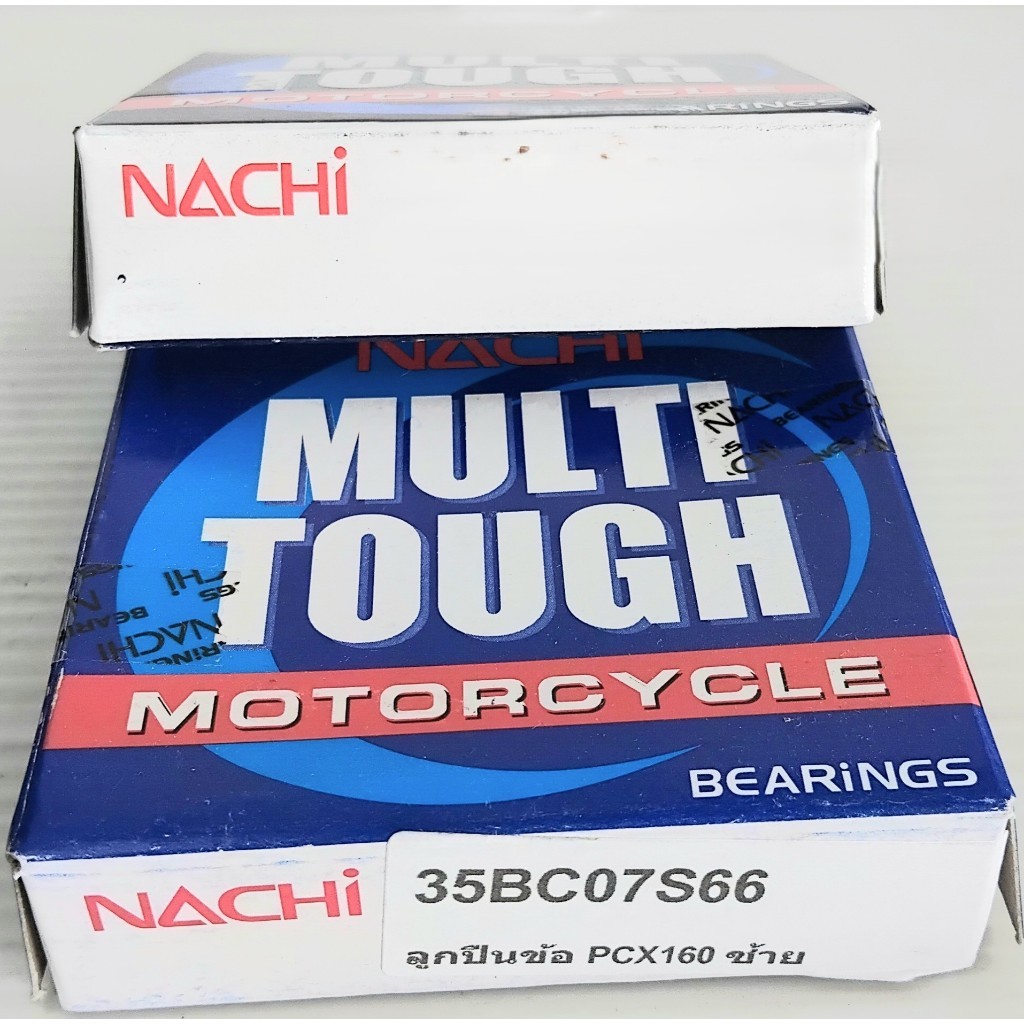 MULTI
TOUGH
MOTORCYCLE
NACHi
NACHi
MULTI
TOUGH
MOTORCYCLE
BEARiNGS
NACHi
35BC07S66
ลูกปืนข้อ PCX160 ซ้าย